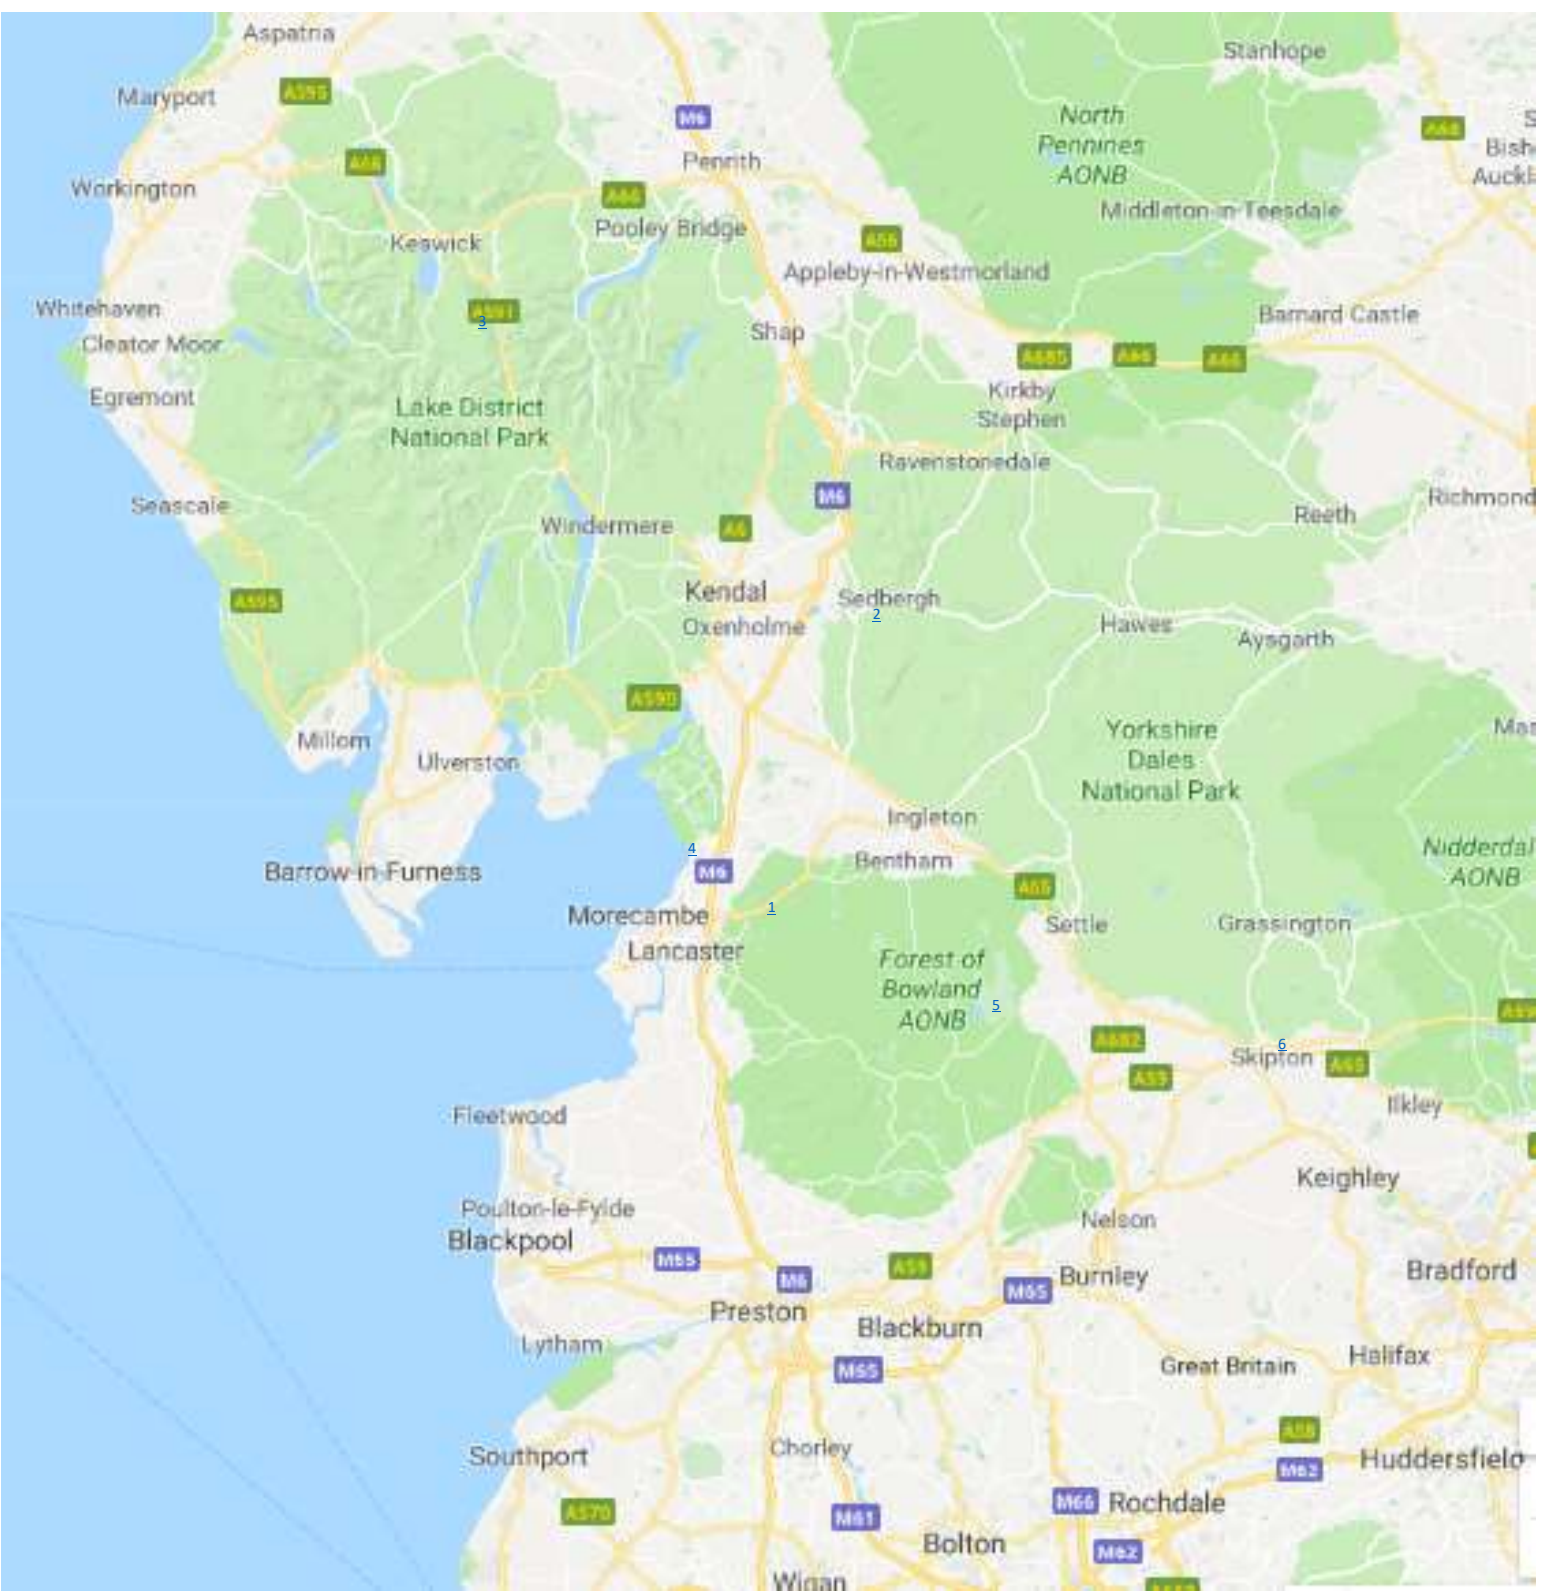 Aspatria
Stanhope
Maryport
A595
M6
North
Pennines
AONB
A68
Penrith
A66
Workington
A66
Middleton-in-Teesdale
Keswick
Pooley Bridge
A66
Appleby-in-Westmorland
Whitehaven
A591
3
Barnard Castle
Cleator Moor
Shap
A685
A66
A66
Egremont
Kirkby
Stephen
Lake District
National Park
Ravenstonedale
Seascale
M6
Richmond
Reeth
Windermere
A6
Kendal
A595
Sedbergh
2
Oxenholme
Hawes
Aysgarth
A590
Millom
Ulverston
Yorkshire
Dales
National Park
Ingleton
4
Bentham
Barrow-in-Furness
M6
A65
Nidderdal
AONB
1
Morecambe
Lancaster
Settle
Grassington
Forest of
Bowland
AONB
5
A682
6
Skipton
A65
A59
Fleetwood
Ilkley
Keighley
Poulton-le-Fylde
Blackpool
Nelson
M55
M6
A59
M65
Burnley
Bradford
Preston
Blackburn
Lytham
M65
Great Britain
Halifax
Southport
Chorley
A58
M62
Huddersfield
A570
M61
M66
Rochdale
Bolton
M62
Wigan